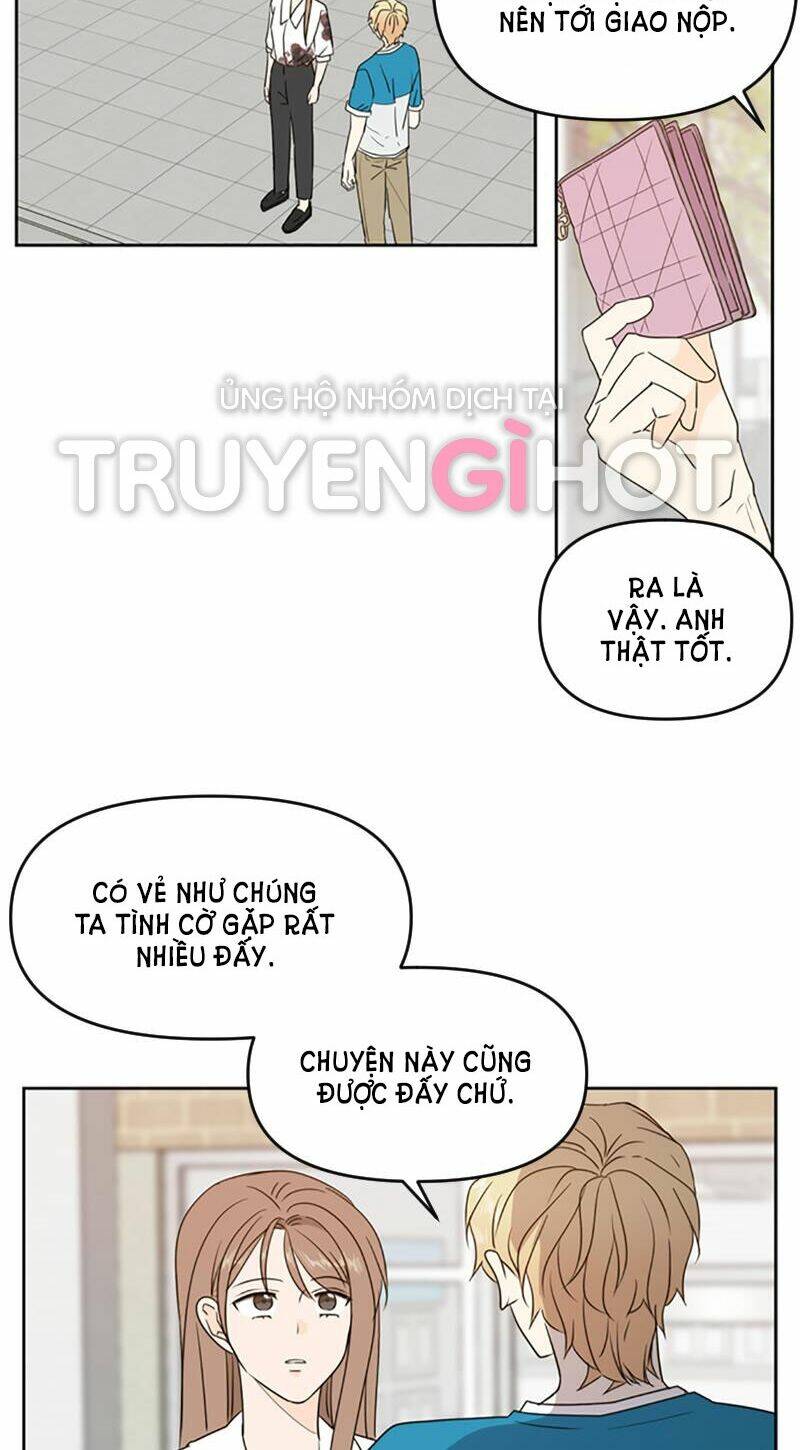 NÊN TỚI GIAO NỘP.
ỦNG HỘ NHÓM DỊCH TẠI
TRUYENGÌHOT
RA LÀ
VẬY. ANH
THẬT TỐT.
CÓ VẺ NHƯ CHÚNG
TA TÌNH CỜ GẶP RẤT
NHIỀU ĐẤY.
CHUYỆN NÀY CŨNG
ĐƯỢC ĐẤY CHỨ.